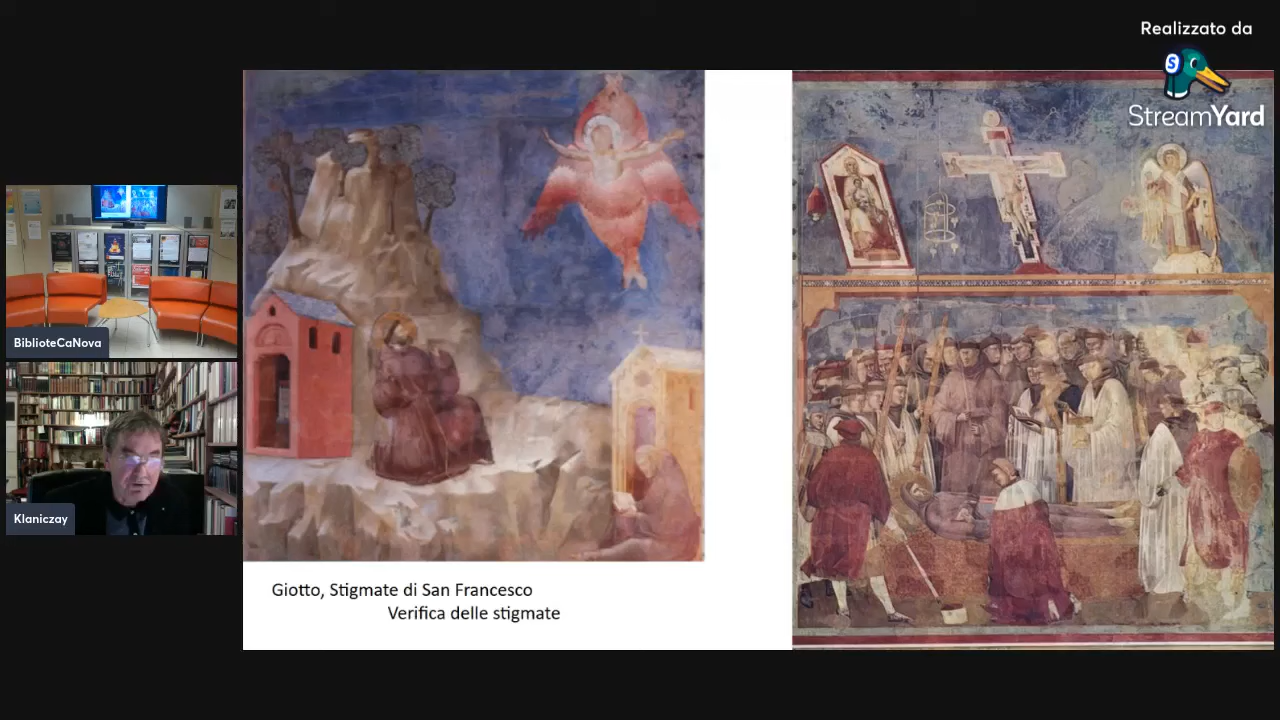 Realizzato da
StreamYard
BiblioteCaNova
Klaniczay
Giotto, Stigmate di San Francesco
Verifica delle stigmate